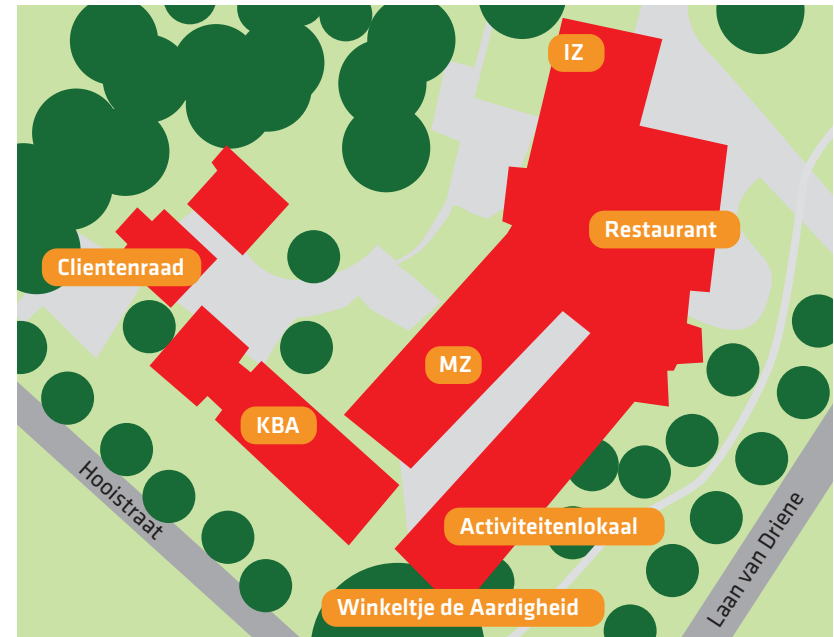 IZ
Restaurant
Clientenraad
MZ
KBA
Hooistraat
Activiteitenlokaal
Laan van Driene
Winkeltje de Aardigheid